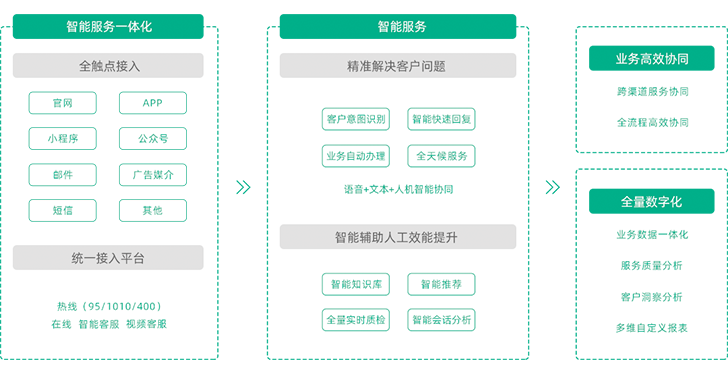 智能服务一体化
全触点接入
官网
APP
小程序
公众号
邮件
广告媒介
短信
其他
统一接入平台
热线（95/1010/400）
在线 智能客服 视频客服
智能服务
精准解决客户问题
客户意图识别
智能快速回复
业务自动办理
全天候服务
语音+文本+人机智能协同
智能辅助人工效能提升
智能知识库
智能推荐
全量实时质检
智能会话分析
业务高效协同
跨渠道服务协同
全流程高效协同
全量数字化
业务数据一体化
服务质量分析
客户洞察分析
多维自定义报表